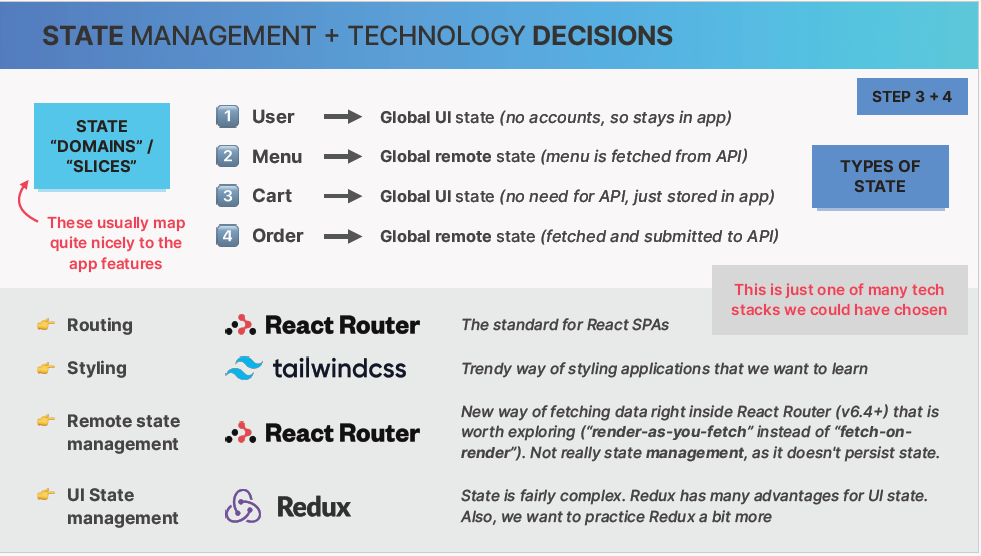 STATE MANAGEMENT + TECHNOLOGY DECISIONS
STEP 3 + 4
STATE
“DOMAINS” /
“SLICES”
These usually map
quite nicely to the
app features
1 User Global UI state (no accounts, so stays in app)
2 Menu Global remote state (menu is fetched from API)
3 Cart Global UI state (no need for API, just stored in app)
4 Order Global remote state (fetched and submitted to API)
TYPES OF
STATE
This is just one of many tech
stacks we could have chosen
Routing React Router The standard for React SPAs
Styling tailwindcss Trendy way of styling applications that we want to learn
Remote state
management
React Router
New way of fetching data right inside React Router (v6.4+) that is
worth exploring (“render-as-you-fetch” instead of “fetch-on-
render”). Not really state management, as it doesn't persist state.
UI State
management
Redux
State is fairly complex. Redux has many advantages for UI state.
Also, we want to practice Redux a bit more